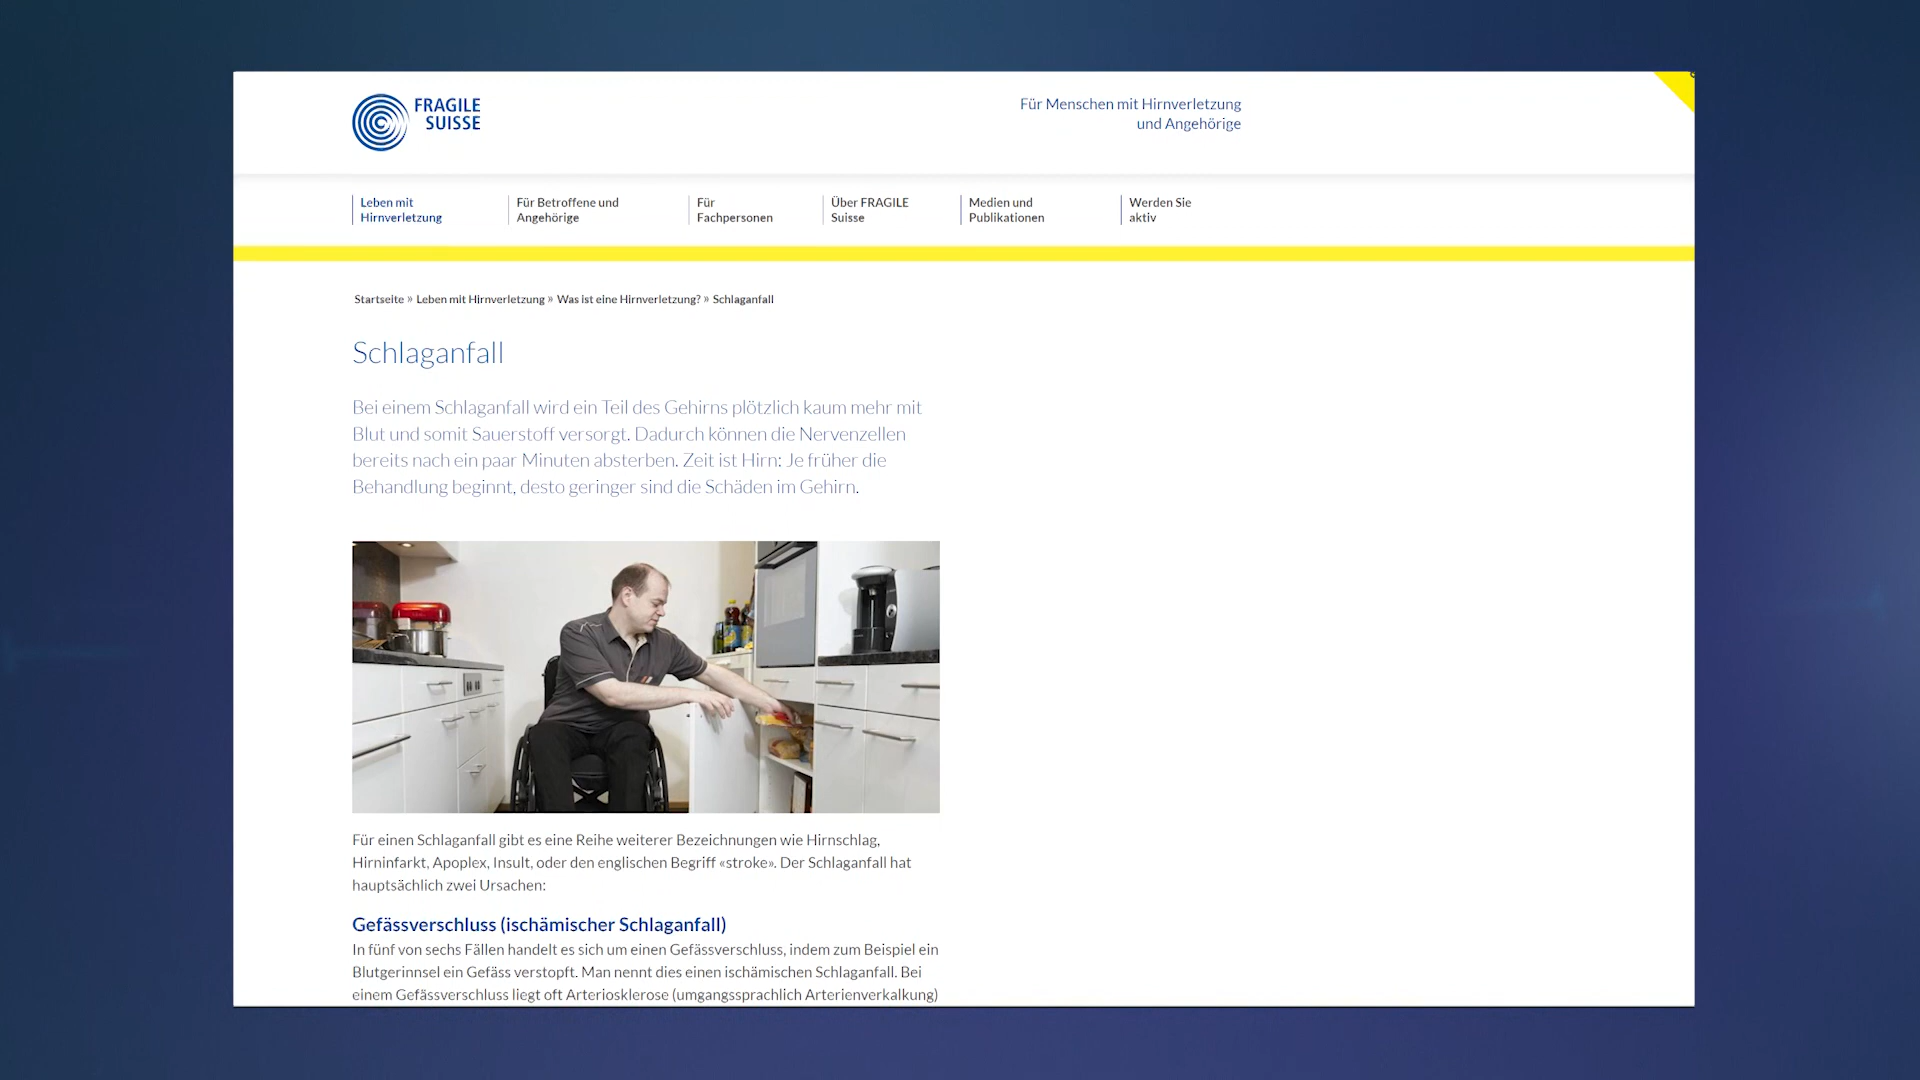 FRAGILE
SUISSE
Für Menschen mit Hirnverletzung
und Angehörige
Leben mit
Hirnverletzung
Für Betroffene und
Angehörige
Für
Fachpersonen
Über FRAGILE
Suisse
Medien und
Publikationen
Werden Sie
aktiv
Startseite » Leben mit Hirnverletzung » Was ist eine Hirnverletzung? » Schlaganfall
Schlaganfall
Bei einem Schlaganfall wird ein Teil des Gehirns plötzlich kaum mehr mit
Blut und somit Sauerstoff versorgt. Dadurch können die Nervenzellen
bereits nach ein paar Minuten absterben. Zeit ist Hirn: Je früher die
Behandlung beginnt, desto geringer sind die Schäden im Gehirn.
Für einen Schlaganfall gibt es eine Reihe weiterer Bezeichnungen wie Hirnschlag,
Hirninfarkt, Apoplex, Insult, oder den englischen Begriff «stroke». Der Schlaganfall hat
hauptsächlich zwei Ursachen:
Gefässverschluss (ischämischer Schlaganfall)
In fünf von sechs Fällen handelt es sich um einen Gefässverschluss, indem zum Beispiel ein
Blutgerinnsel ein Gefäss verstopft. Man nennt dies einen ischämischen Schlaganfall. Bei
einem Gefässverschluss liegt oft Arteriosklerose (umgangssprachlich Arterienverkalkung)